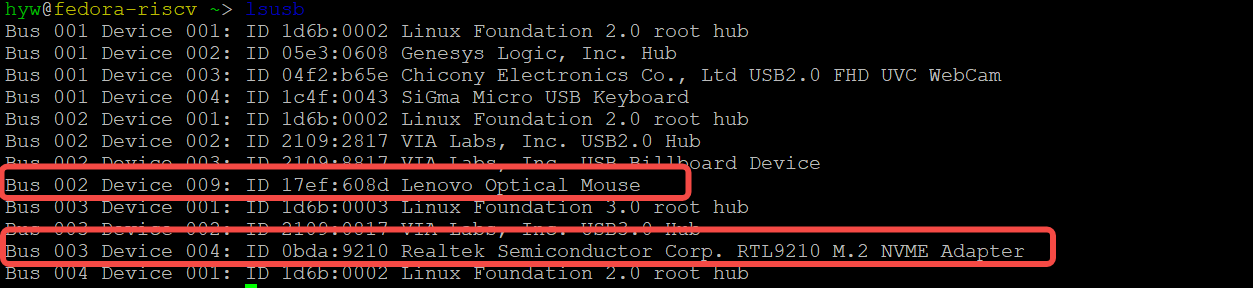 hyw@fedora-riscv ~> lsusb
Bus 001 Device 001: ID 1d6b:0002 Linux Foundation 2.0 root hub
Bus 001 Device 002: ID 05e3:0608 Genesys Logic, Inc. Hub
Bus 001 Device 003: ID 04f2:b65e Chicony Electronics Co., Ltd USB2.0 FHD UVC WebCam
Bus 001 Device 004: ID 1c4f:0043 SiGma Micro USB Keyboard
Bus 002 Device 001: ID 1d6b:0002 Linux Foundation 2.0 root hub
Bus 002 Device 002: ID 2109:2817 VIA Labs, Inc. USB2.0 Hub
Bus 002 Device 003: ID 2109:8817 VIA Labs, Inc. USB Billboard Device
Bus 002 Device 009: ID 17ef:608d Lenovo Optical Mouse
Bus 003 Device 001: ID 1d6b:0003 Linux Foundation 3.0 root hub
Bus 003 Device 002: ID 2109:0817 VIA Labs, Inc. USB3.0 Hub
Bus 003 Device 004: ID 0bda:9210 Realtek Semiconductor Corp. RTL9210 M.2 NVME Adapter
Bus 004 Device 001: ID 1d6b:0002 Linux Foundation 2.0 root hub